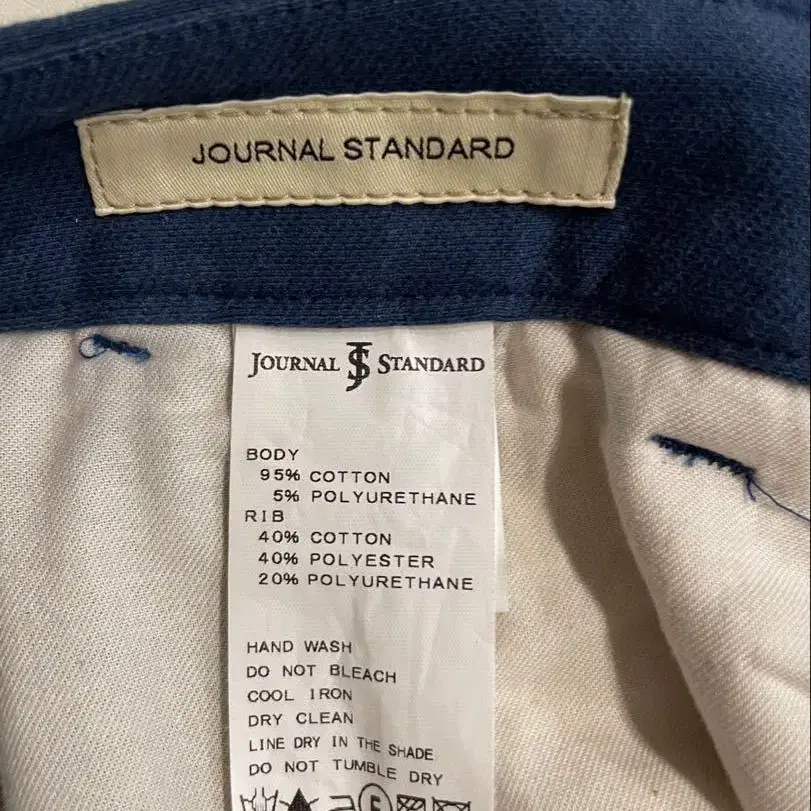 JOURNAL STANDARD
JOURNAL JS STANDARD
BODY
95% COTTON
5% POLYURETHANE
RIB
40% COTTON
40% POLYESTER
20% POLYURETHANE
HAND WASH
DO NOT BLEACH
COOL IRON
DRY CLEAN
LINE DRY IN THE SHADE
DO NOT TUMBLE DRY